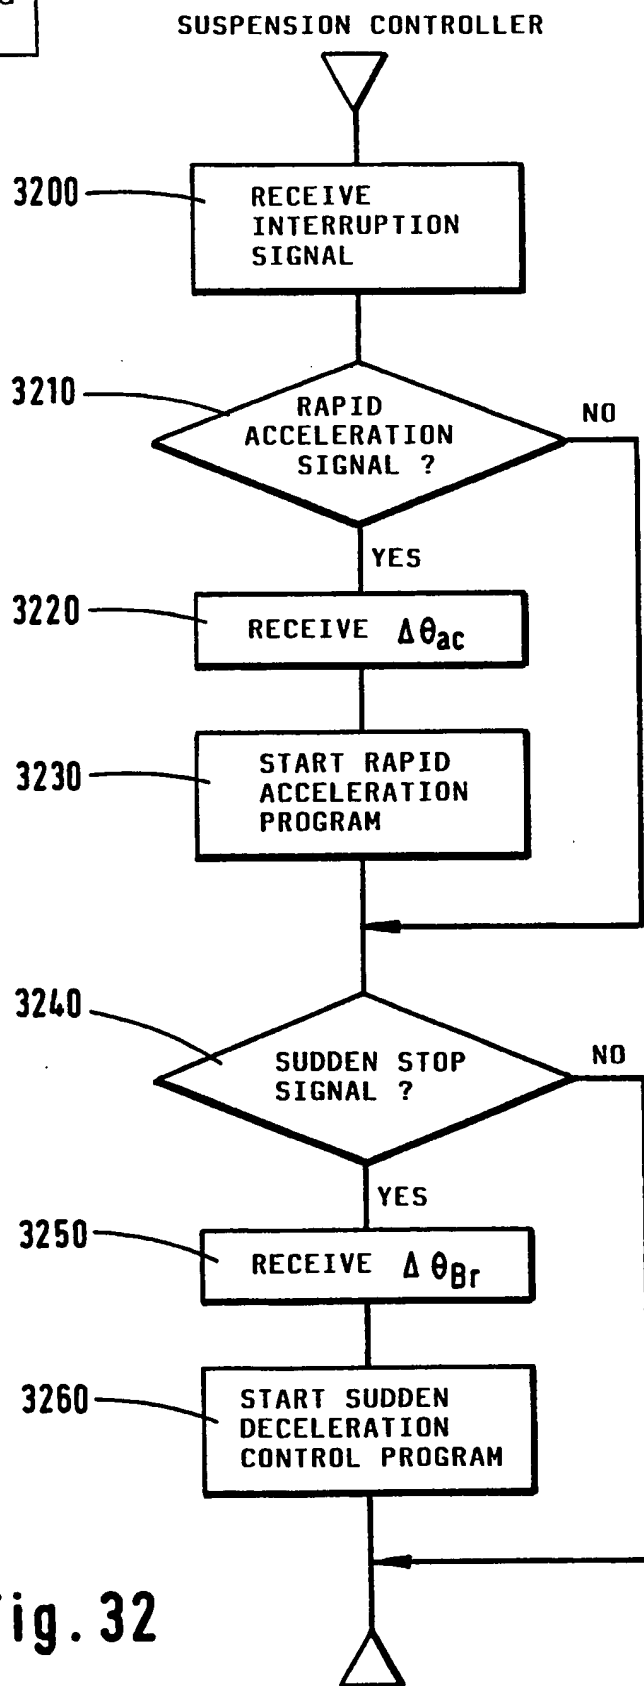 SUSPENSION CONTROLLER
3200
RECEIVE
INTERRUPTION
SIGNAL
3210
RAPID
ACCELERATION
SIGNAL ?
NO
YES
3220
RECEIVE Δθac
3230
START RAPID
ACCELERATION
PROGRAM
3240
SUDDEN STOP
SIGNAL ?
NO
YES
3250
RECEIVE ΔθBr
3260
START SUDDEN
DECELERATION
CONTROL PROGRAM
ig. 32